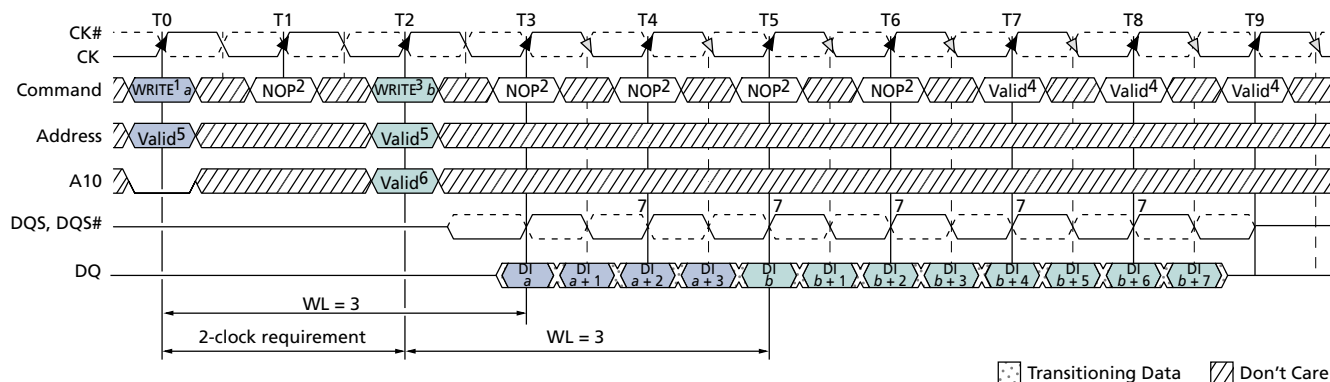 T0 T1 T2 T3 T4 T5 T6 T7 T8 T9
CK#
CK
Command WRITE1 a NOP2 WRITE3 b NOP2 NOP2 NOP2 NOP2 Valid4 Valid4 Valid4
Address Valid5 Valid5
A10 Valid6
7 7 7 7 7
DQS, DQS#
DQ DI a DI a + 1 DI a + 2 DI a + 3 DI b DI b + 1 DI b + 2 DI b + 3 DI b + 4 DI b + 5 DI b + 6 DI b + 7
WL = 3
2-clock requirement WL = 3
Transitioning Data Don't Care